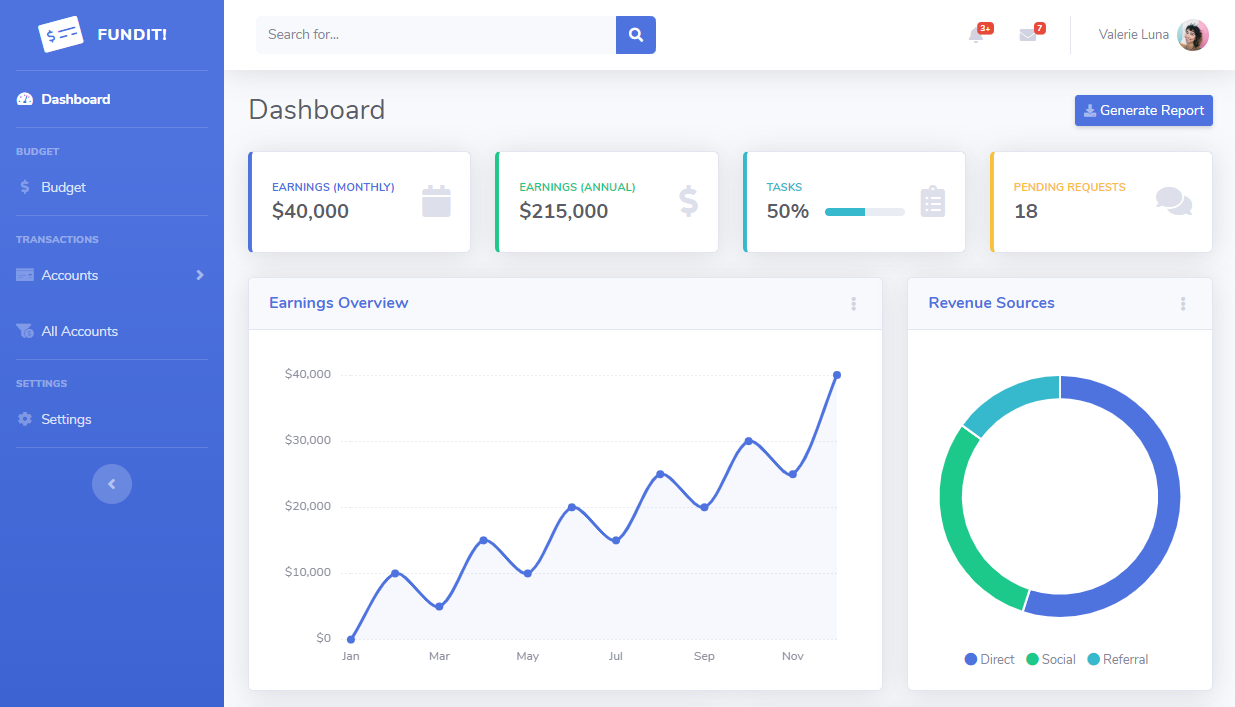 FUNDIT!
Dashboard
BUDGET
$ Budget
TRANSACTIONS
Accounts
All Accounts
SETTINGS
Settings
Search for...
3+
7
Valerie Luna
Dashboard
Generate Report
EARNINGS (MONTHLY)
$40,000
EARNINGS (ANNUAL)
$215,000
$
TASKS
50%
PENDING REQUESTS
18
Earnings Overview
$40,000
$30,000
$20,000
$10,000
$0
Jan Mar May Jul Sep Nov
Revenue Sources
Direct Social Referral